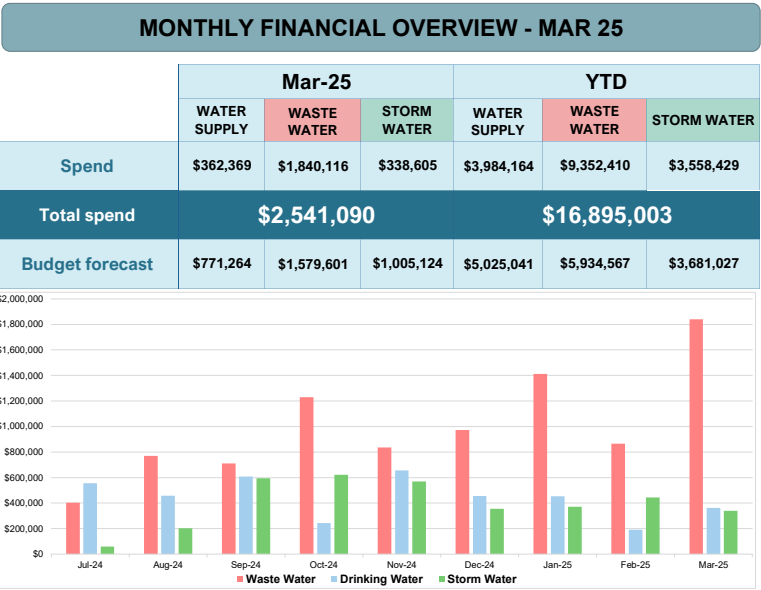 MONTHLY FINANCIAL OVERVIEW - MAR 25
Mar-25 YTD
WATER SUPPLY WASTE WATER STORM WATER WATER SUPPLY WASTE WATER STORM WATER
Spend $362,369 $1,840,116 $338,605 $3,984,164 $9,352,410 $3,558,429
Total spend $2,541,090 $16,895,003
Budget forecast $771,264 $1,579,601 $1,005,124 $5,025,041 $5,934,567 $3,681,027
$2,000,000
$1,800,000
$1,600,000
$1,400,000
$1,200,000
$1,000,000
$800,000
$600,000
$400,000
$200,000
$0
Jul-24 Aug-24 Sep-24 Oct-24 Nov-24 Dec-24 Jan-25 Feb-25 Mar-25
Waste Water Drinking Water Storm Water